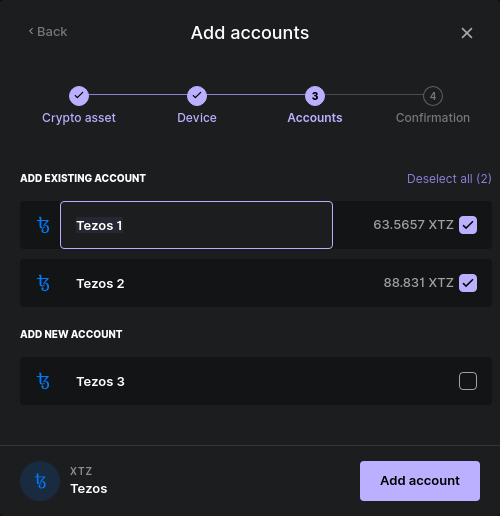 Back
Add accounts
3
4
Crypto asset
Device
Accounts
Confirmation
ADD EXISTING ACCOUNT
Deselect all (2)
Tezos 1
63.5657 XTZ
Tezos 2
88.831 XTZ
ADD NEW ACCOUNT
Tezos 3
XTZ
Tezos
Add account